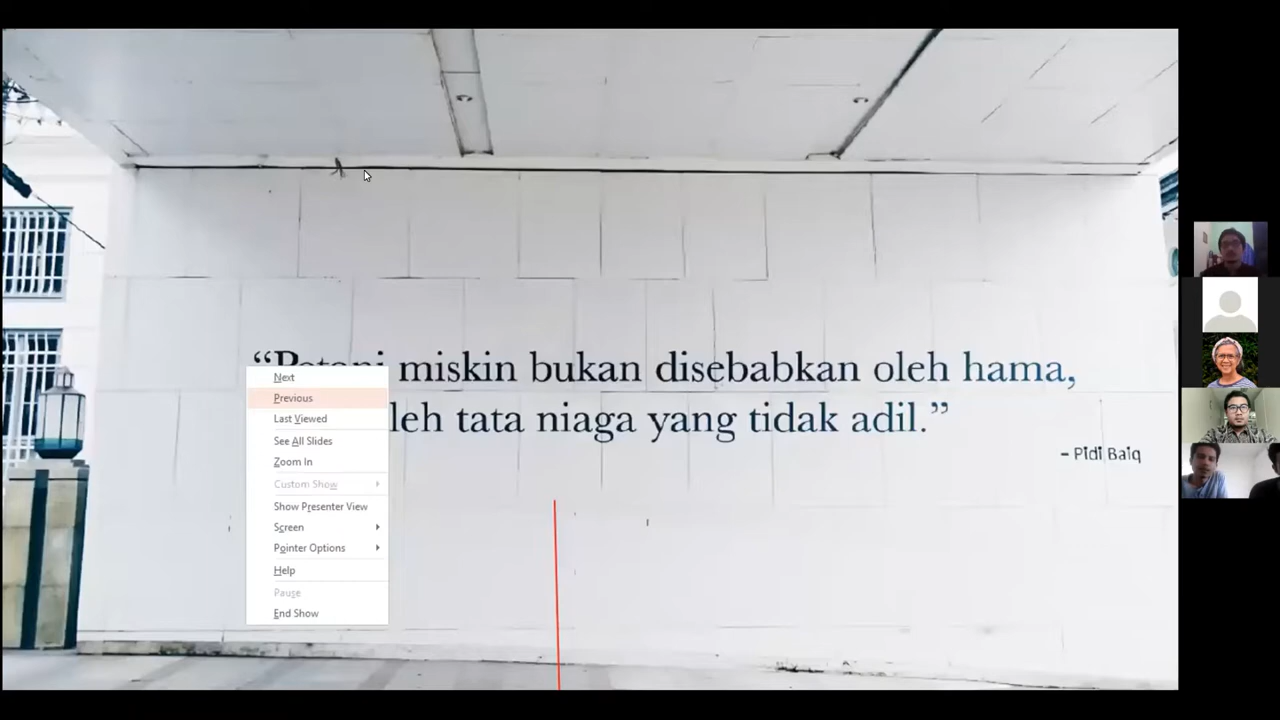 miskin bukan disebabkan oleh hama,
tata niaga yang tidak adil.”
– Pidi Baiq
Next
Previous
Last Viewed
See All Slides
Zoom In
Custom Show
Show Presenter View
Screen
Pointer Options
Help
Pause
End Show